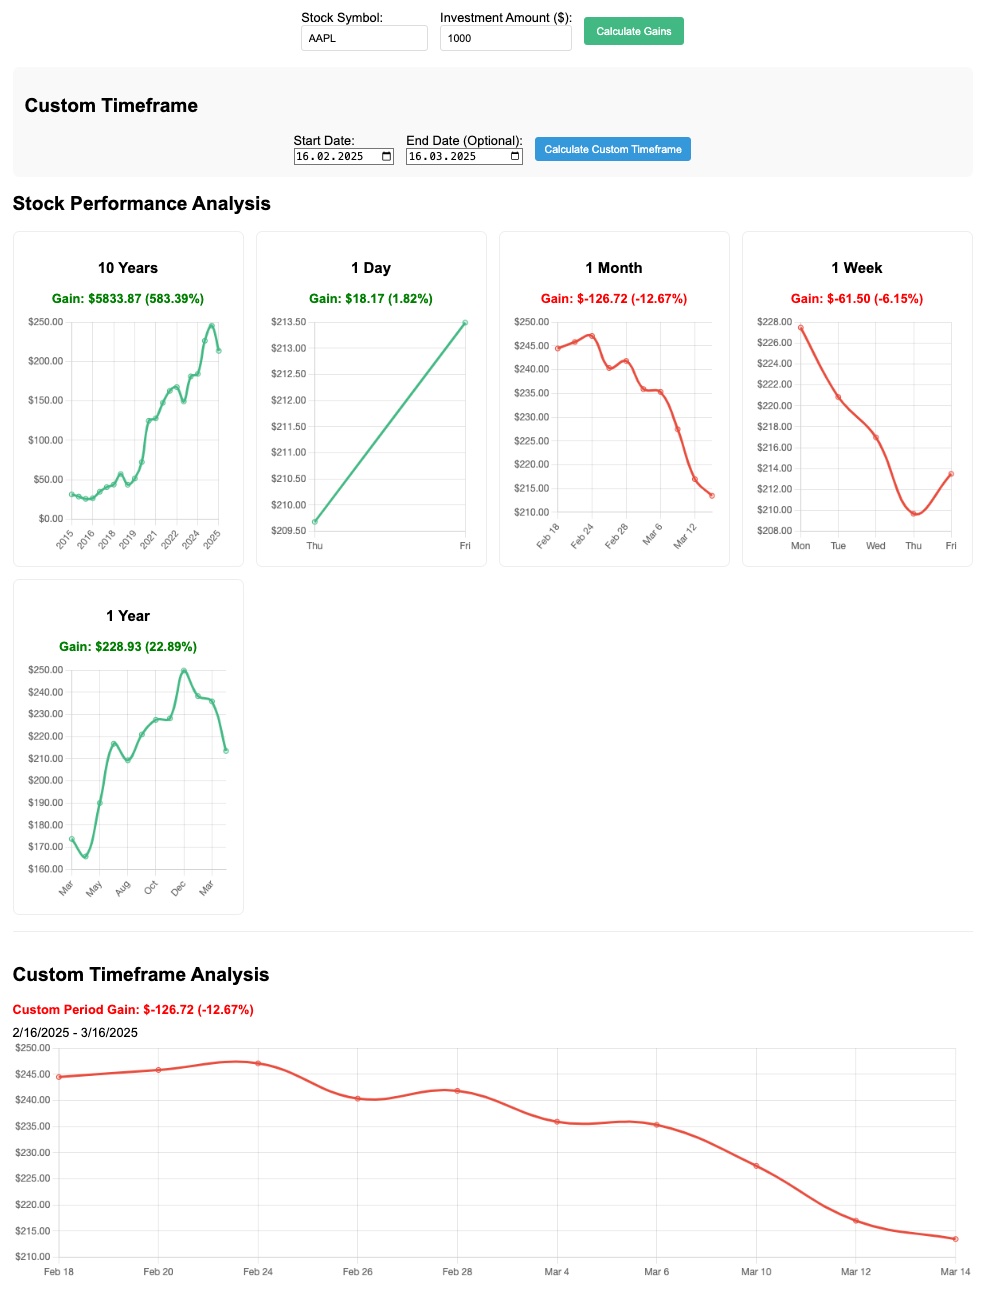 Stock Symbol: Investment Amount ($):
AAPL 1000 Calculate Gains
Custom Timeframe
Start Date: End Date (Optional):
16.02.2025 16.03.2025 Calculate Custom Timeframe
Stock Performance Analysis
10 Years
Gain: $5833.87 (583.39%)
$250.00
$200.00
$150.00
$100.00
$50.00
$0.00
2015 2016 2018 2019 2021 2022 2024 2025
1 Day
Gain: $18.17 (1.82%)
$213.50
$213.00
$212.50
$212.00
$211.50
$211.00
$210.50
$210.00
$209.50
Thu Fri
1 Month
Gain: $-126.72 (-12.67%)
$250.00
$245.00
$240.00
$235.00
$230.00
$225.00
$220.00
$215.00
$210.00
Feb 18 Feb 24 Feb 28 Mar 6 Mar 12
1 Week
Gain: $-61.50 (-6.15%)
$228.00
$226.00
$224.00
$222.00
$220.00
$218.00
$216.00
$214.00
$212.00
$210.00
$208.00
Mon Tue Wed Thu Fri
1 Year
Gain: $228.93 (22.89%)
$250.00
$240.00
$230.00
$220.00
$210.00
$200.00
$190.00
$180.00
$170.00
$160.00
Mar May Aug Oct Dec Mar
Custom Timeframe Analysis
Custom Period Gain: $-126.72 (-12.67%)
2/16/2025 - 3/16/2025
$250.00
$245.00
$240.00
$235.00
$230.00
$225.00
$220.00
$215.00
$210.00
Feb 18 Feb 20 Feb 24 Feb 26 Feb 28 Mar 4 Mar 6 Mar 10 Mar 12 Mar 14